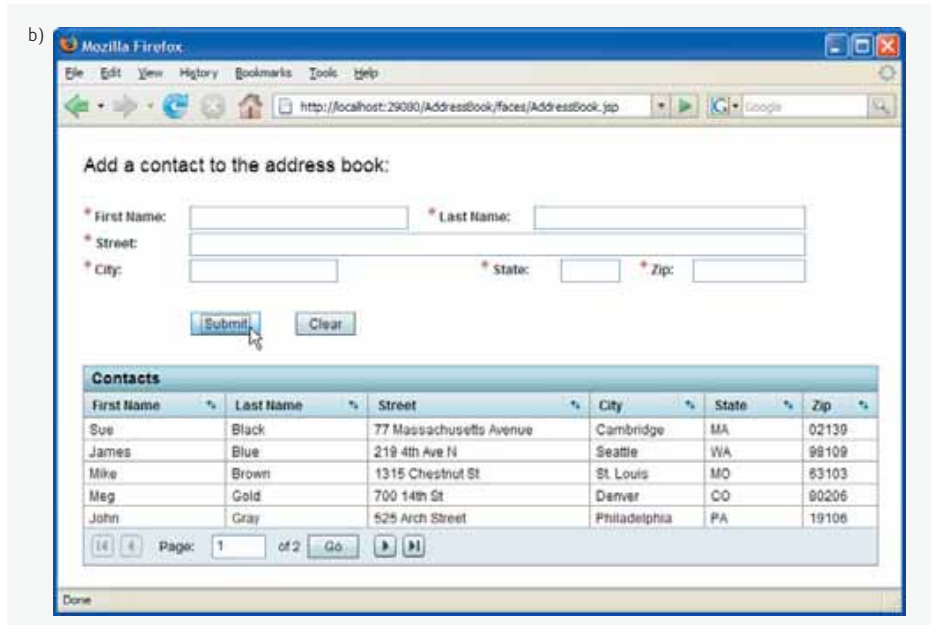 b)
Mozilla Firefox
File Edit View History Bookmarks Tools Help
http://localhost:29080/AddressBook/faces/AddressBook.jsp G Google
Add a contact to the address book:
* First Name: * Last Name:
* Street:
* City: * State: * Zip:
Submit Clear
Contacts
First Name Last Name Street City State Zip
Sue Black 77 Massachusetts Avenue Cambridge MA 02139
James Blue 219 4th Ave N Seattle WA 98109
Mike Brown 1315 Chestnut St St. Louis MO 63103
Meg Gold 700 14th St Denver CO 80206
John Gray 525 Arch Street Philadelphia PA 19106
Page: 1 of 2 Go
Done